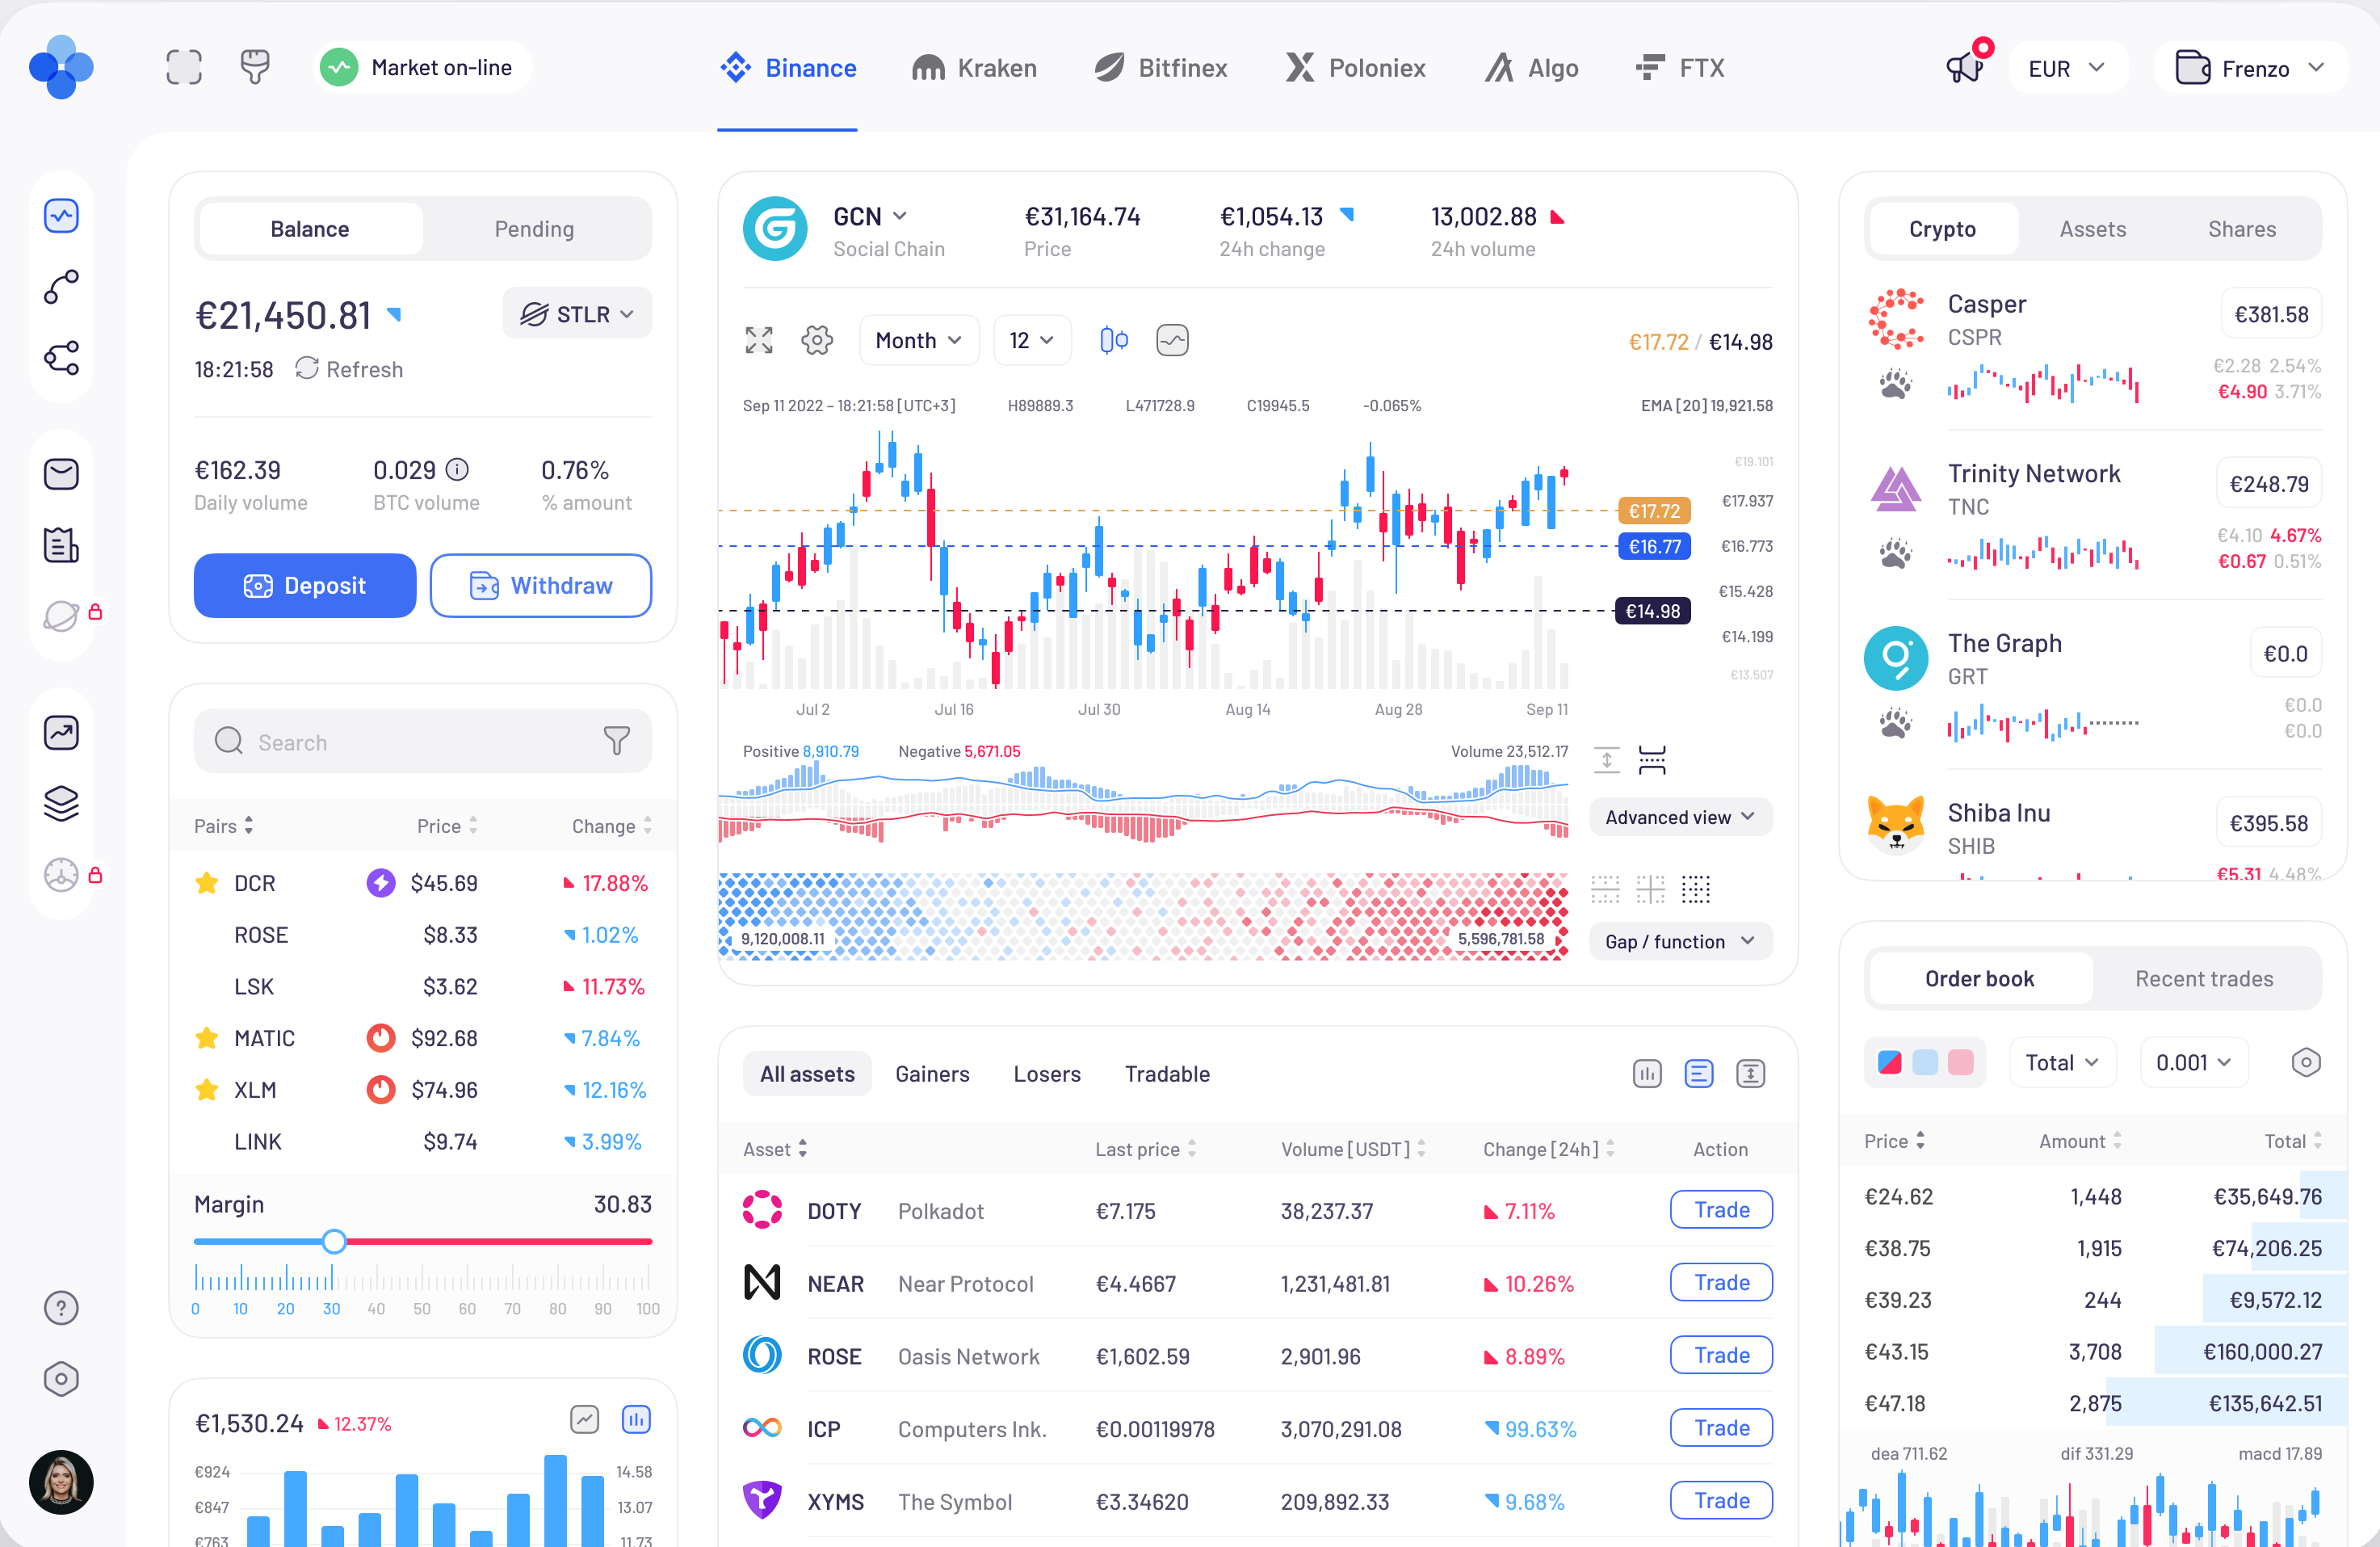 Market on-line
Binance
Kraken
Bitfinex
Poloniex
Algo
FTX
EUR
Frenzo
Balance
Pending
€21,450.81
STLR
18:21:58
Refresh
€162.39
0.029
0.76%
Daily volume
BTC volume
% amount
Deposit
Withdraw
Search
Pairs
Price
Change
DCR $45.69 17.88%
ROSE $8.33 1.02%
LSK $3.62 11.73%
MATIC $92.68 7.84%
XLM $74.96 12.16%
LINK $9.74 3.99%
Margin 30.83
0 10 20 30 40 50 60 70 80 90 100
€1,530.24 12.37%
€924 14.58
€847 13.07
€763 11.73
GCN €31,164.74 €1,054.13 13,002.88
Social Chain Price 24h change 24h volume
Month
12
€17.72 / €14.98
Sep 11 2022 – 18:21:58 [UTC+3] H89889.3 L471728.9 C19945.5 -0.065% EMA [20] 19,921.58
€19.101
€17.72 €17.937
€16.77 €16.773
€15.428
€14.98
€14.199
€13.507
Jul 2 Jul 16 Jul 30 Aug 14 Aug 28 Sep 11
Positive 8,910.79 Negative 5,671.05 Volume 23,512.17
Advanced view
9,120,008.11 5,596,781.58
Gap / function
All assets Gainers Losers Tradable
Asset Last price Volume [USDT] Change [24h] Action
DOTY Polkadot €7.175 38,237.37 7.11% Trade
NEAR Near Protocol €4.4667 1,231,481.81 10.26% Trade
ROSE Oasis Network €1,602.59 2,901.96 8.89% Trade
ICP Computers Ink. €0.00119978 3,070,291.08 99.63% Trade
XYMS The Symbol €3.34620 209,892.33 9.68% Trade
Crypto Assets Shares
Casper €381.58
CSPR
€2.28 2.54%
€4.90 3.71%
Trinity Network €248.79
TNC
€4.10 4.67%
€0.67 0.51%
The Graph €0.0
GRT
€0.0
€0.0
Shiba Inu €395.58
SHIB
€5.31 4.48%
Order book Recent trades
Total
0.001
Price Amount Total
€24.62 1,448 €35,649.76
€38.75 1,915 €74,206.25
€39.23 244 €9,572.12
€43.15 3,708 €160,000.27
€47.18 2,875 €135,642.51
dea 711.62 dif 331.29 macd 17.89